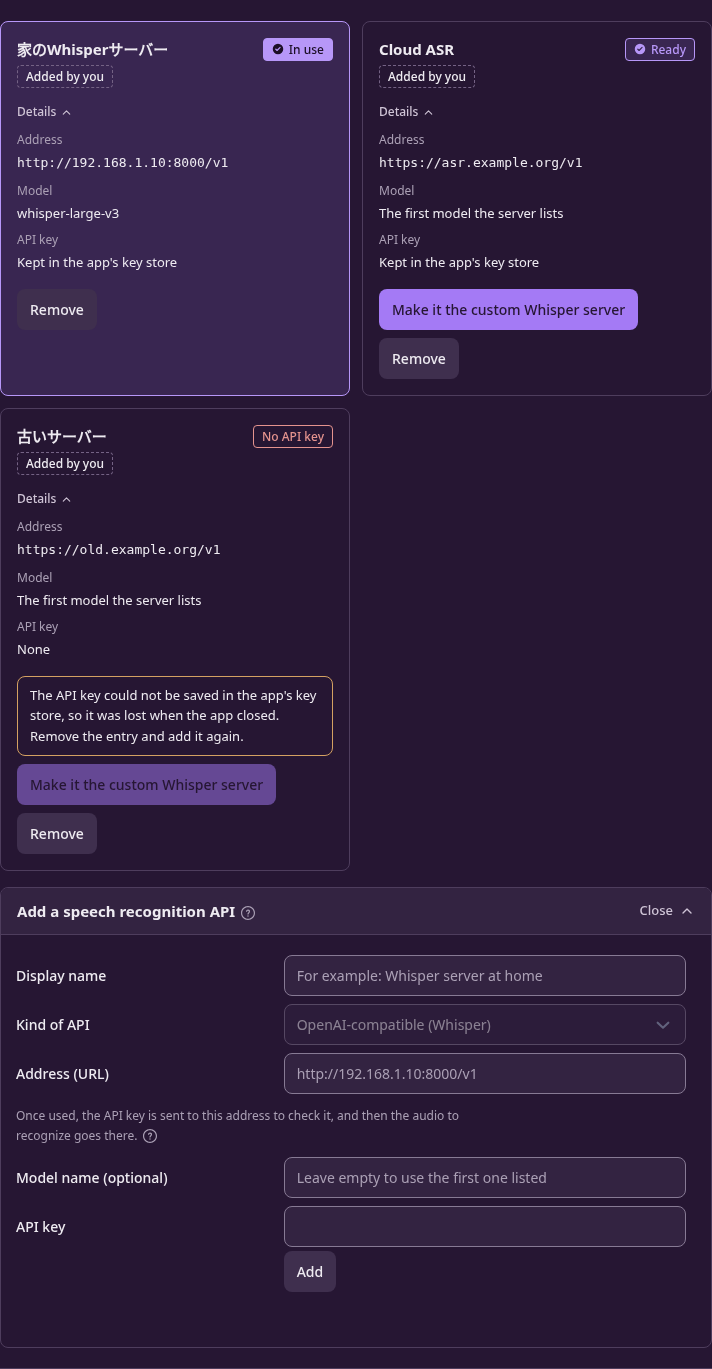 家のWhisperサーバー
In use
Added by you
Details
Address
http://192.168.1.10:8000/v1
Model
whisper-large-v3
API key
Kept in the app's key store
Remove
Cloud ASR
Ready
Added by you
Details
Address
https://asr.example.org/v1
Model
The first model the server lists
API key
Kept in the app's key store
Make it the custom Whisper server
Remove
古いサーバー
No API key
Added by you
Details
Address
https://old.example.org/v1
Model
The first model the server lists
API key
None
The API key could not be saved in the app's key
store, so it was lost when the app closed.
Remove the entry and add it again.
Make it the custom Whisper server
Remove
Add a speech recognition API
Close
Display name
For example: Whisper server at home
Kind of API
OpenAI-compatible (Whisper)
Address (URL)
http://192.168.1.10:8000/v1
Once used, the API key is sent to this address to check it, and then the audio to
recognize goes there.
Model name (optional)
Leave empty to use the first one listed
API key
Add